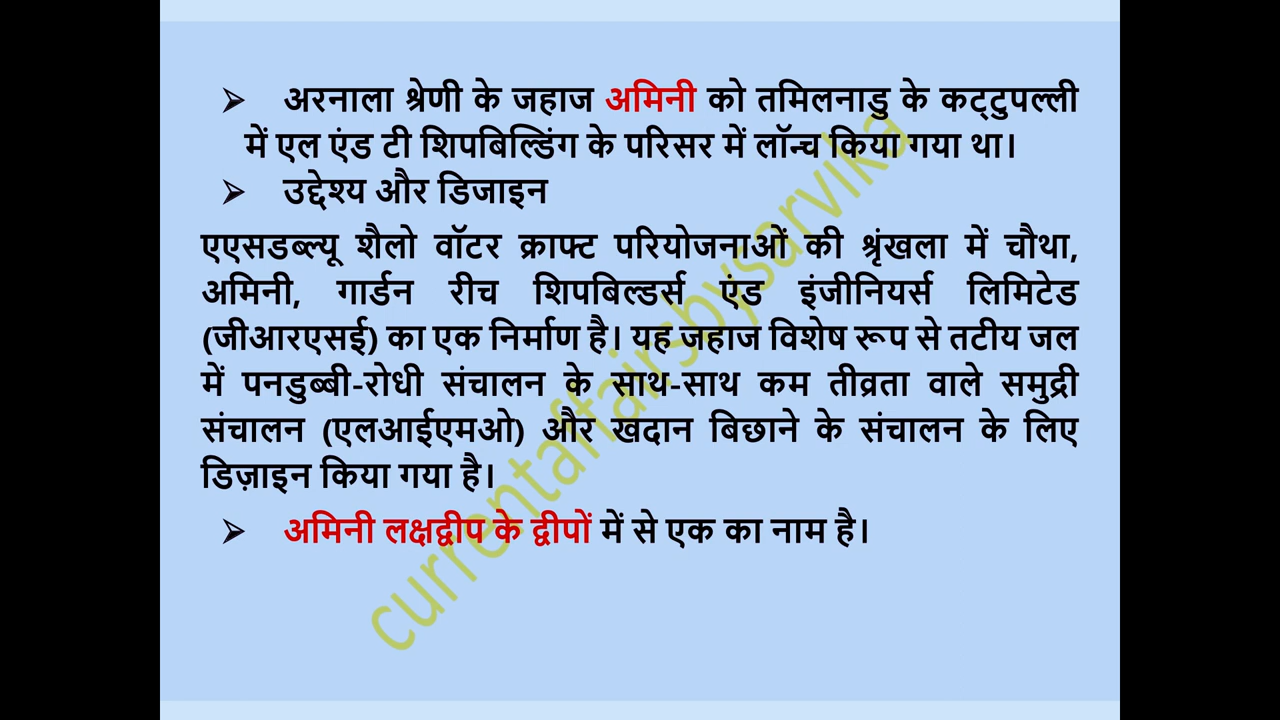 ➢ अरनाला श्रेणी के जहाज अमिनी को तमिलनाडु के कट्टुपल्ली
में एल एंड टी शिपबिल्डिंग के परिसर में लॉन्च किया गया था।
➢ उद्देश्य और डिजाइन
एएसडब्ल्यू शैलो वॉटर क्राफ्ट परियोजनाओं की श्रृंखला में चौथा,
अमिनी, गार्डन रीच शिपबिल्डर्स एंड इंजीनियर्स लिमिटेड
(जीआरएसई) का एक निर्माण है। यह जहाज विशेष रूप से तटीय जल
में पनडुब्बी-रोधी संचालन के साथ-साथ कम तीव्रता वाले समुद्री
संचालन (एलआईएमओ) और खदान बिछाने के संचालन के लिए
डिज़ाइन किया गया है।
➢ अमिनी लक्षद्वीप के द्वीपों में से एक का नाम है।
currentaffairsbysarvika